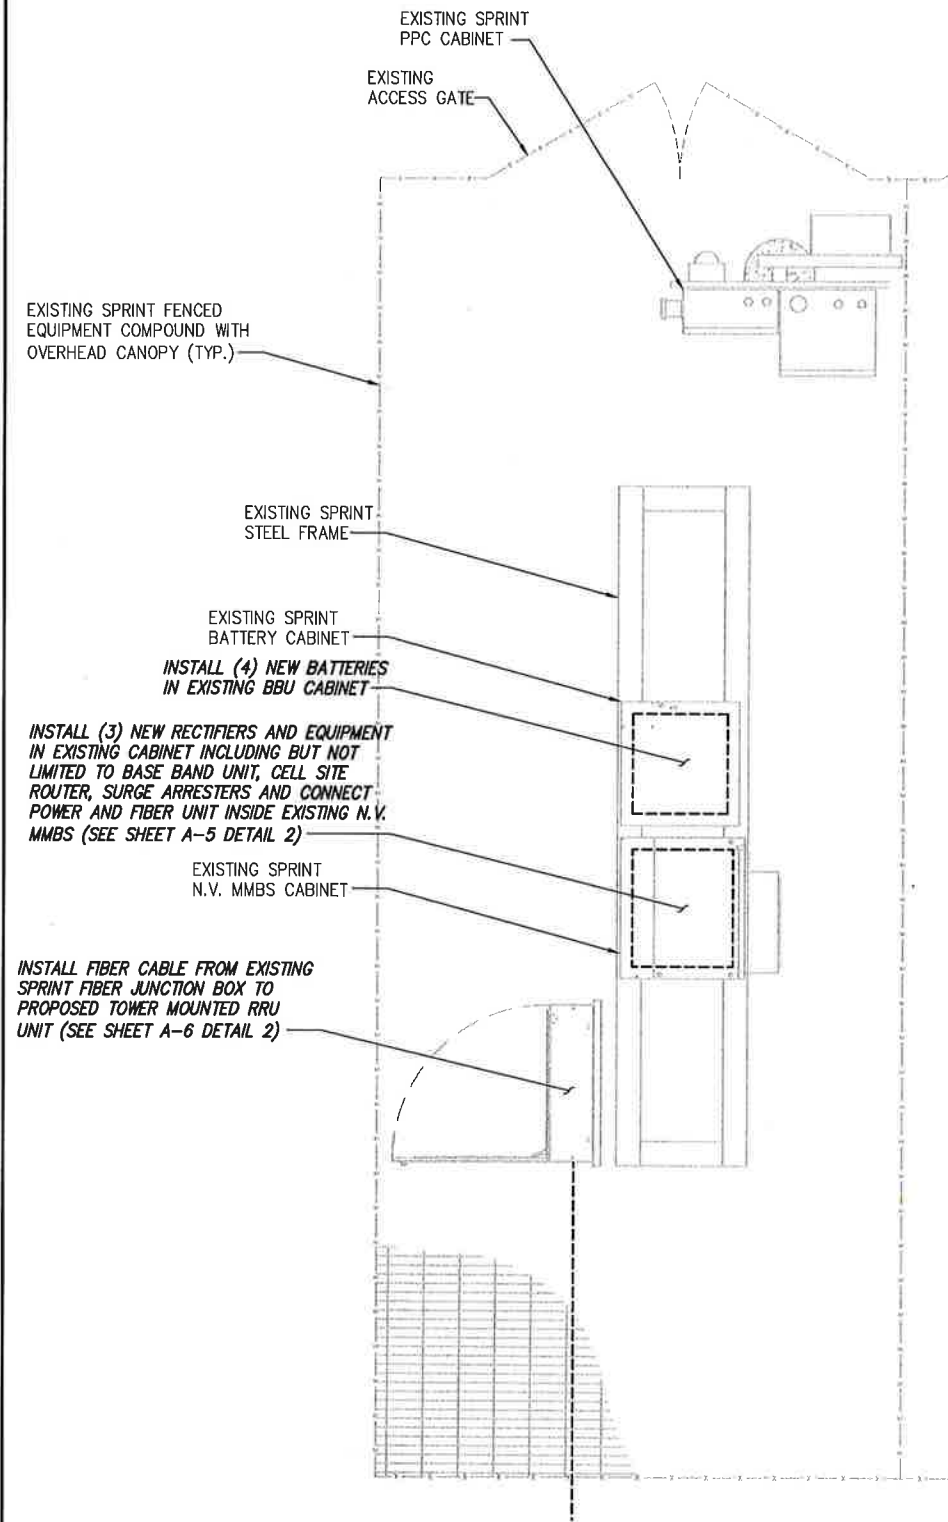 EXISTING SPRINT
PPC CABINET
EXISTING
ACCESS GATE
EXISTING SPRINT FENCED
EQUIPMENT COMPOUND WITH
OVERHEAD CANOPY (TYP.)
EXISTING SPRINT
STEEL FRAME
EXISTING SPRINT
BATTERY CABINET
INSTALL (4) NEW BATTERIES
IN EXISTING BBU CABINET
INSTALL (3) NEW RECTIFIERS AND EQUIPMENT
IN EXISTING CABINET INCLUDING BUT NOT
LIMITED TO BASE BAND UNIT, CELL SITE
ROUTER, SURGE ARRESTERS AND CONNECT
POWER AND FIBER UNIT INSIDE EXISTING N.V.
MMBS (SEE SHEET A-5 DETAIL 2)
EXISTING SPRINT
N.V. MMBS CABINET
INSTALL FIBER CABLE FROM EXISTING
SPRINT FIBER JUNCTION BOX TO
PROPOSED TOWER MOUNTED RRU
UNIT (SEE SHEET A-6 DETAIL 2)